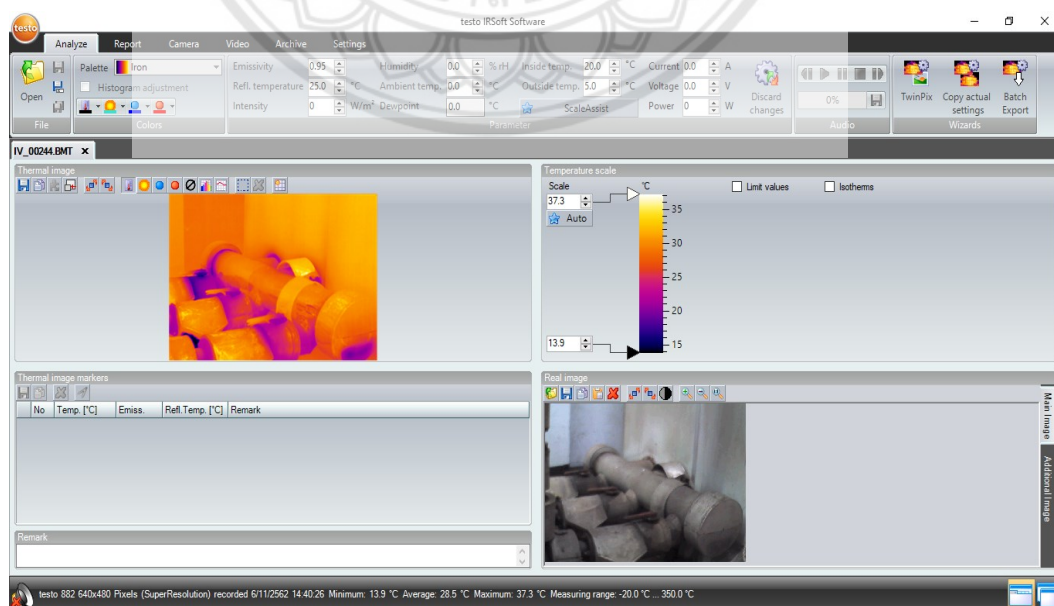 testo IRSoft Software
testo
Analyze Report Camera Video Archive Settings
Open
Palette Iron
Histogram adjustment
Emissivity 0.95
Refl. temperature 25.0 °C
Intensity 0 W/m²
Humidity 0.0 % rH
Ambient temp. 0.0 °C
Dewpoint 0.0 °C
Inside temp. 20.0 °C
Outside temp. 5.0 °C
ScaleAssist
Current 0.0 A
Voltage 0.0 V
Power 0 W
Discard
changes
0%
TwinPix
Copy actual
settings
Batch
Export
File Colors Parameter Audio Wizards
IV_00244.BMT x
Thermal image
Temperature scale
Scale °C
37.3
Auto
Limit values
Isotherms
35
30
25
20
15
13.9
Thermal image markers
No Temp. [°C] Emiss. Refl.Temp. [°C] Remark
Remark
Real image
Main Image
Additional Image
testo 882 640x480 Pixels (SuperResolution) recorded 6/11/2562 14:40:26 Minimum: 13.9 °C Average: 28.5 °C Maximum: 37.3 °C Measuring range: -20.0 °C ... 350.0 °C